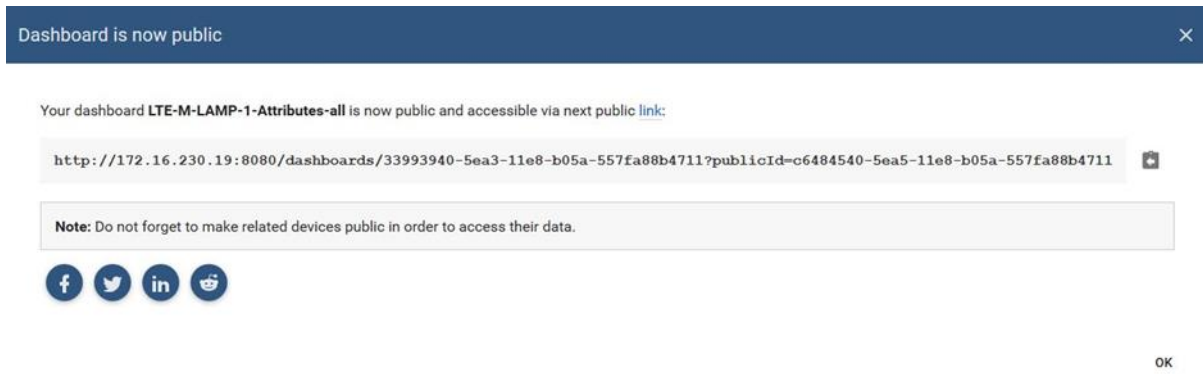 Dashboard is now public
Your dashboard LTE-M-LAMP-1-Attributes-all is now public and accessible via next public link:
http://172.16.230.19:8080/dashboards/33993940-5ea3-11e8-b05a-557fa88b4711?publicId=c6484540-5ea5-11e8-b05a-557fa88b4711
Note: Do not forget to make related devices public in order to access their data.
OK